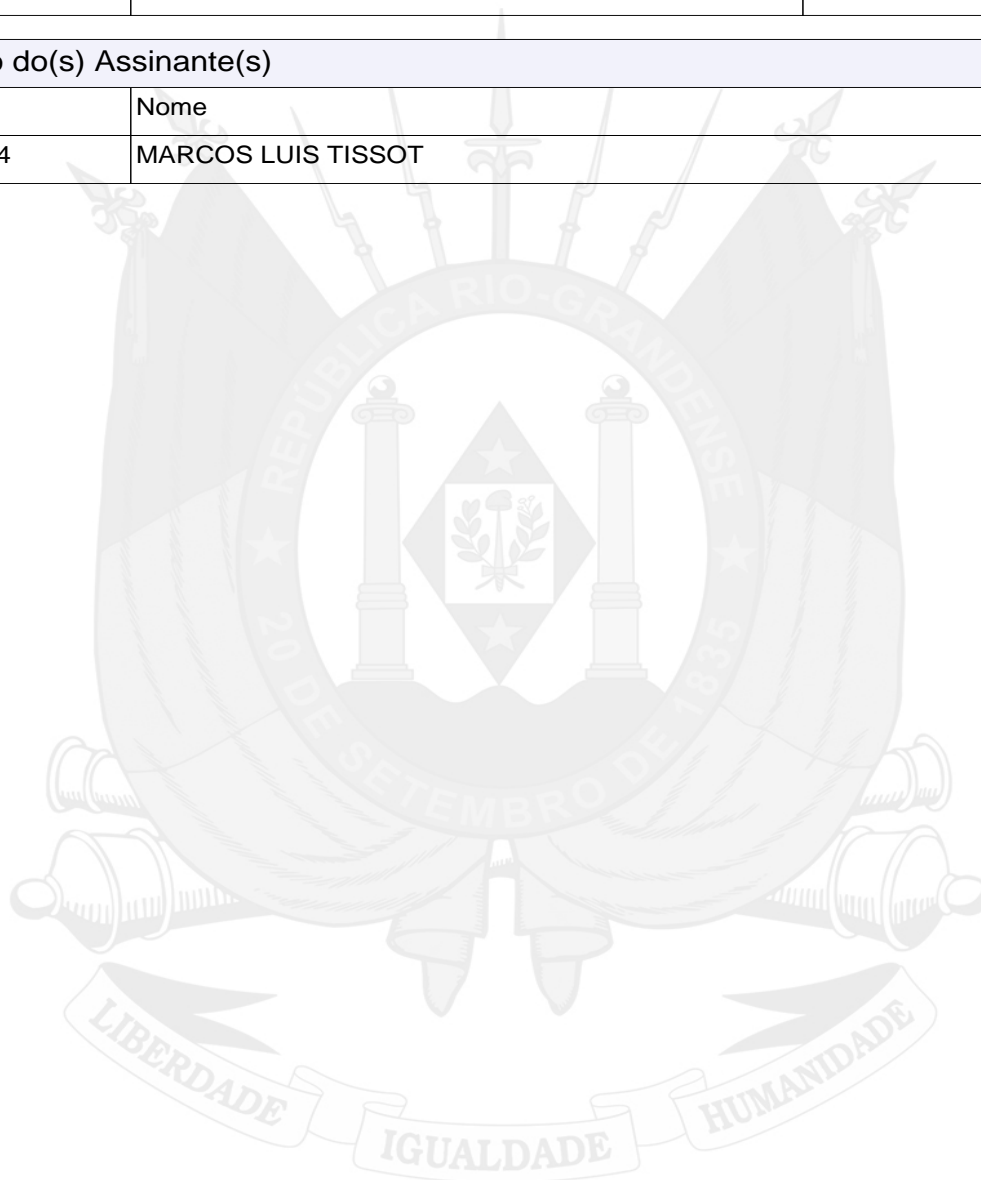 o do(s) Assinante(s)
Nome
4 MARCOS LUIS TISSOT
REPÚBLICA RIO-GRANDENSE
★ 20 DE SETEMBRO DE 1835 ★
LIBERDADE
IGUALDADE
HUMANIDADE